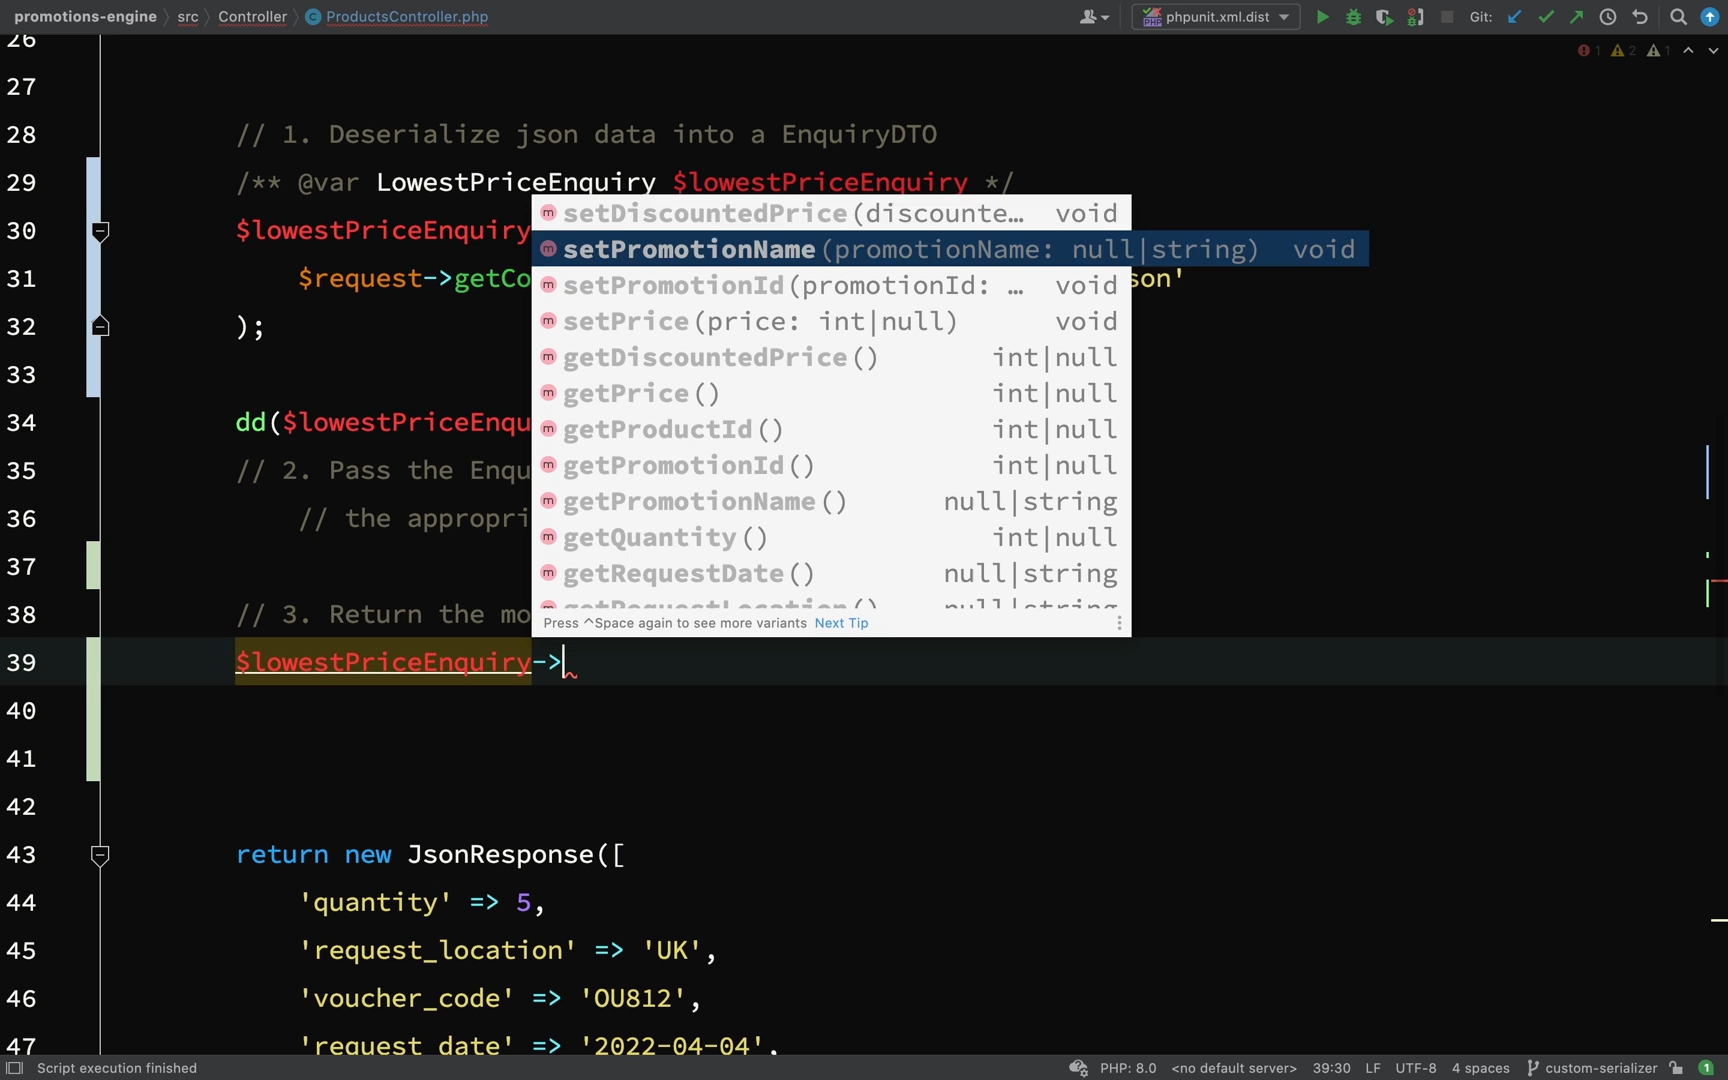 promotions-engine src Controller ProductsController.php phpunit.xml.dist Git:
1 2 1
26
27
28 // 1. Deserialize json data into a EnquiryDTO
29 /** @var LowestPriceEnquiry $lowestPriceEnquiry */
30 $lowestPriceEnquiry
31 $request->getCo son'
32 );
33
34 dd($lowestPriceEnqu
35 // 2. Pass the Enqu
36 // the appropri
37
38 // 3. Return the mo
39 $lowestPriceEnquiry->
40
41
42
43 return new JsonResponse([
44 'quantity' => 5,
45 'request_location' => 'UK',
46 'voucher_code' => 'OU812',
47 'request_date' => '2022-04-04',
setDiscountedPrice(discounte… void
setPromotionName(promotionName: null|string) void
setPromotionId(promotionId: … void
setPrice(price: int|null) void
getDiscountedPrice() int|null
getPrice() int|null
getProductId() int|null
getPromotionId() int|null
getPromotionName() null|string
getQuantity() int|null
getRequestDate() null|string
getRequestLocation() null|string
Press ^Space again to see more variants Next Tip
Script execution finished PHP: 8.0 <no default server> 39:30 LF UTF-8 4 spaces custom-serializer 1